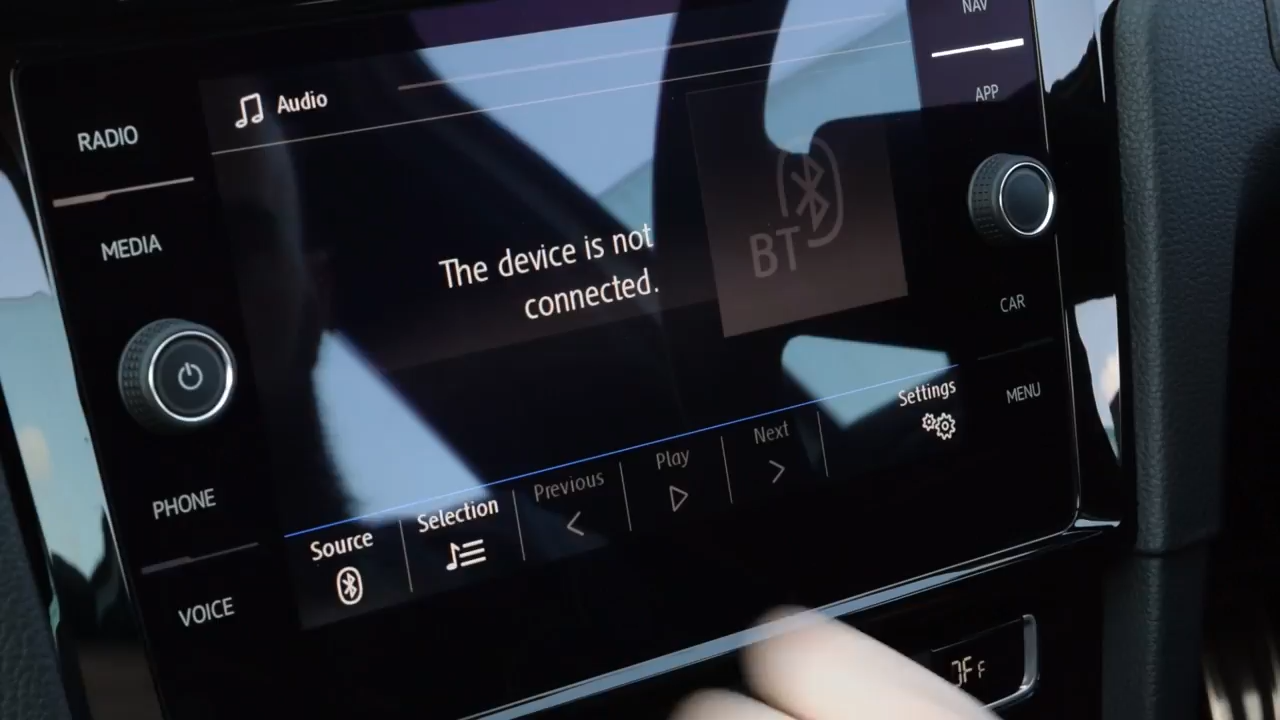 NAV
Audio
APP
RADIO
MEDIA
The device is not
connected.
BT
CAR
MENU
Settings
Next
Play
Previous
Selection
Source
PHONE
VOICE
OFF